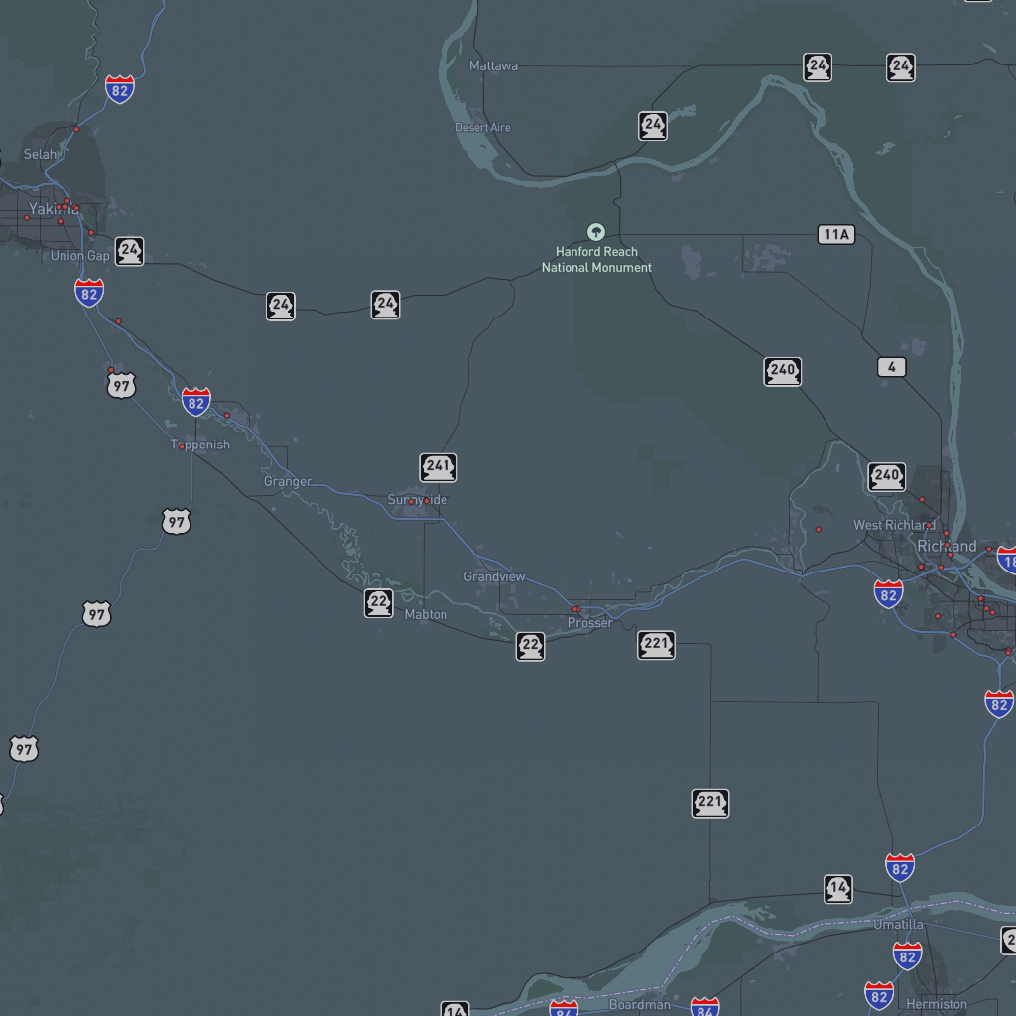 Mattawa
24
24
82
24
Desert Aire
Selah
Yakima
11A
24
Union Gap
Hanford Reach
National Monument
82
24
24
4
240
97
82
Toppenish
241
240
Granger
Sunnyside
97
West Richland
Richland
Grandview
82
22
97
Mabton
Prosser
22
221
82
97
221
82
14
Umatilla
82
82
Hermiston
Boardman
14
84
84